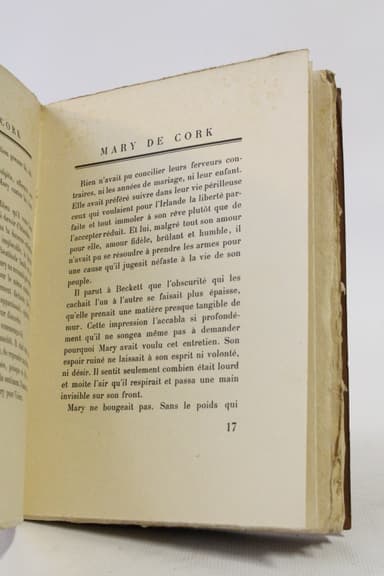 MARY DE CORK
Rien n'avait pu concilier leurs ferveurs con-
traires, ni les années de mariage, ni leur enfant.
Elle avait préféré suivre dans leur vie périlleuse
ceux qui voulaient pour l'Irlande la liberté par-
faite et tout immoler à son rêve plutôt que de
l'accepter réduit. Et lui, malgré tout son amour
pour elle, amour fidèle, brûlant et humble, il
n'avait pu se résoudre à prendre les armes pour
une cause qu'il jugeait néfaste à la vie de son
peuple.
Il parut à Beckett que l'obscurité qui les
cachait l'un à l'autre se faisait plus épaisse,
qu'elle prenait une matière presque tangible de
mur. Cette impression l'accabla si profondé-
ment qu'il ne songea même pas à demander
pourquoi Mary avait voulu cet entretien. Son
espoir ruiné ne laissait à son esprit ni volonté,
ni désir. Il sentit seulement combien était lourd
et moite l'air qu'il respirait et passa une main
invisible sur son front.
Mary ne bougeait pas. Sans le poids qui
17